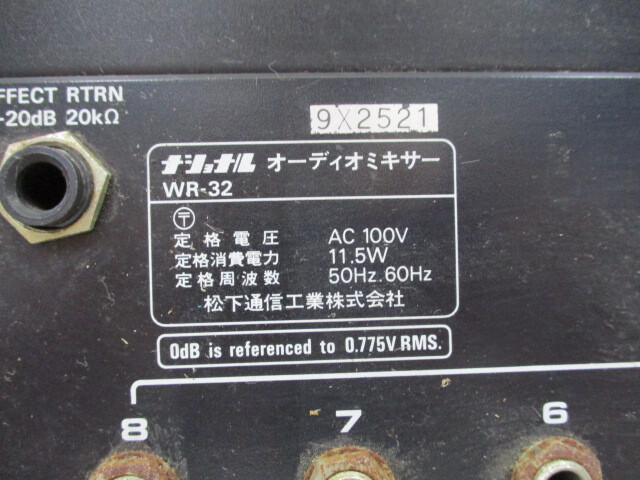 EFFECT RTRN
-20dB 20kΩ
9X2521
ナショナル オーディオミキサー
WR-32
〒
定格電圧 AC 100V
定格消費電力 11.5W
定格周波数 50Hz.60Hz
松下通信工業株式会社
0dB is referenced to 0.775V RMS.
8 7 6